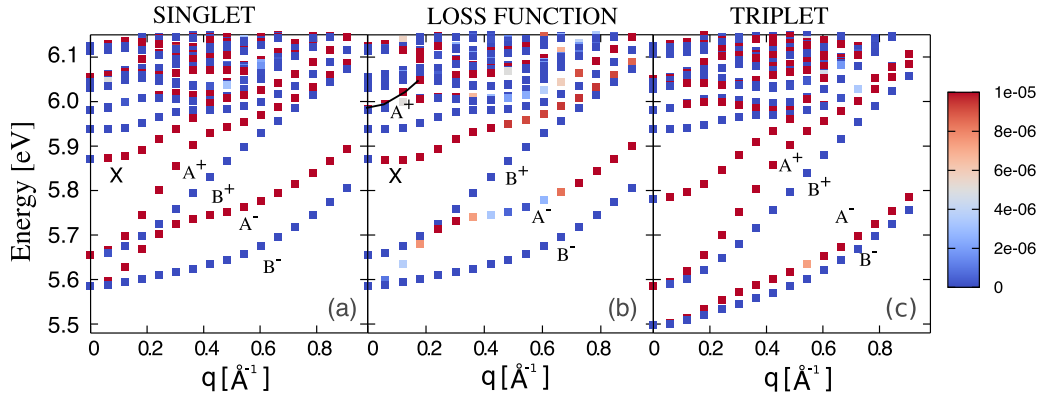 SINGLET LOSS FUNCTION TRIPLET
Energy [eV]
6.1
6.0
5.9
5.8
5.7
5.6
5.5
X
A+
B+
A-
B-
(a)
A+
X
B+
A-
B-
(b)
A+
B+
A-
B-
(c)
1e-05
8e-06
6e-06
4e-06
2e-06
0
0 0.2 0.4 0.6 0.8 0 0.2 0.4 0.6 0.8 0 0.2 0.4 0.6 0.8
q [Å-1] q [Å-1] q [Å-1]